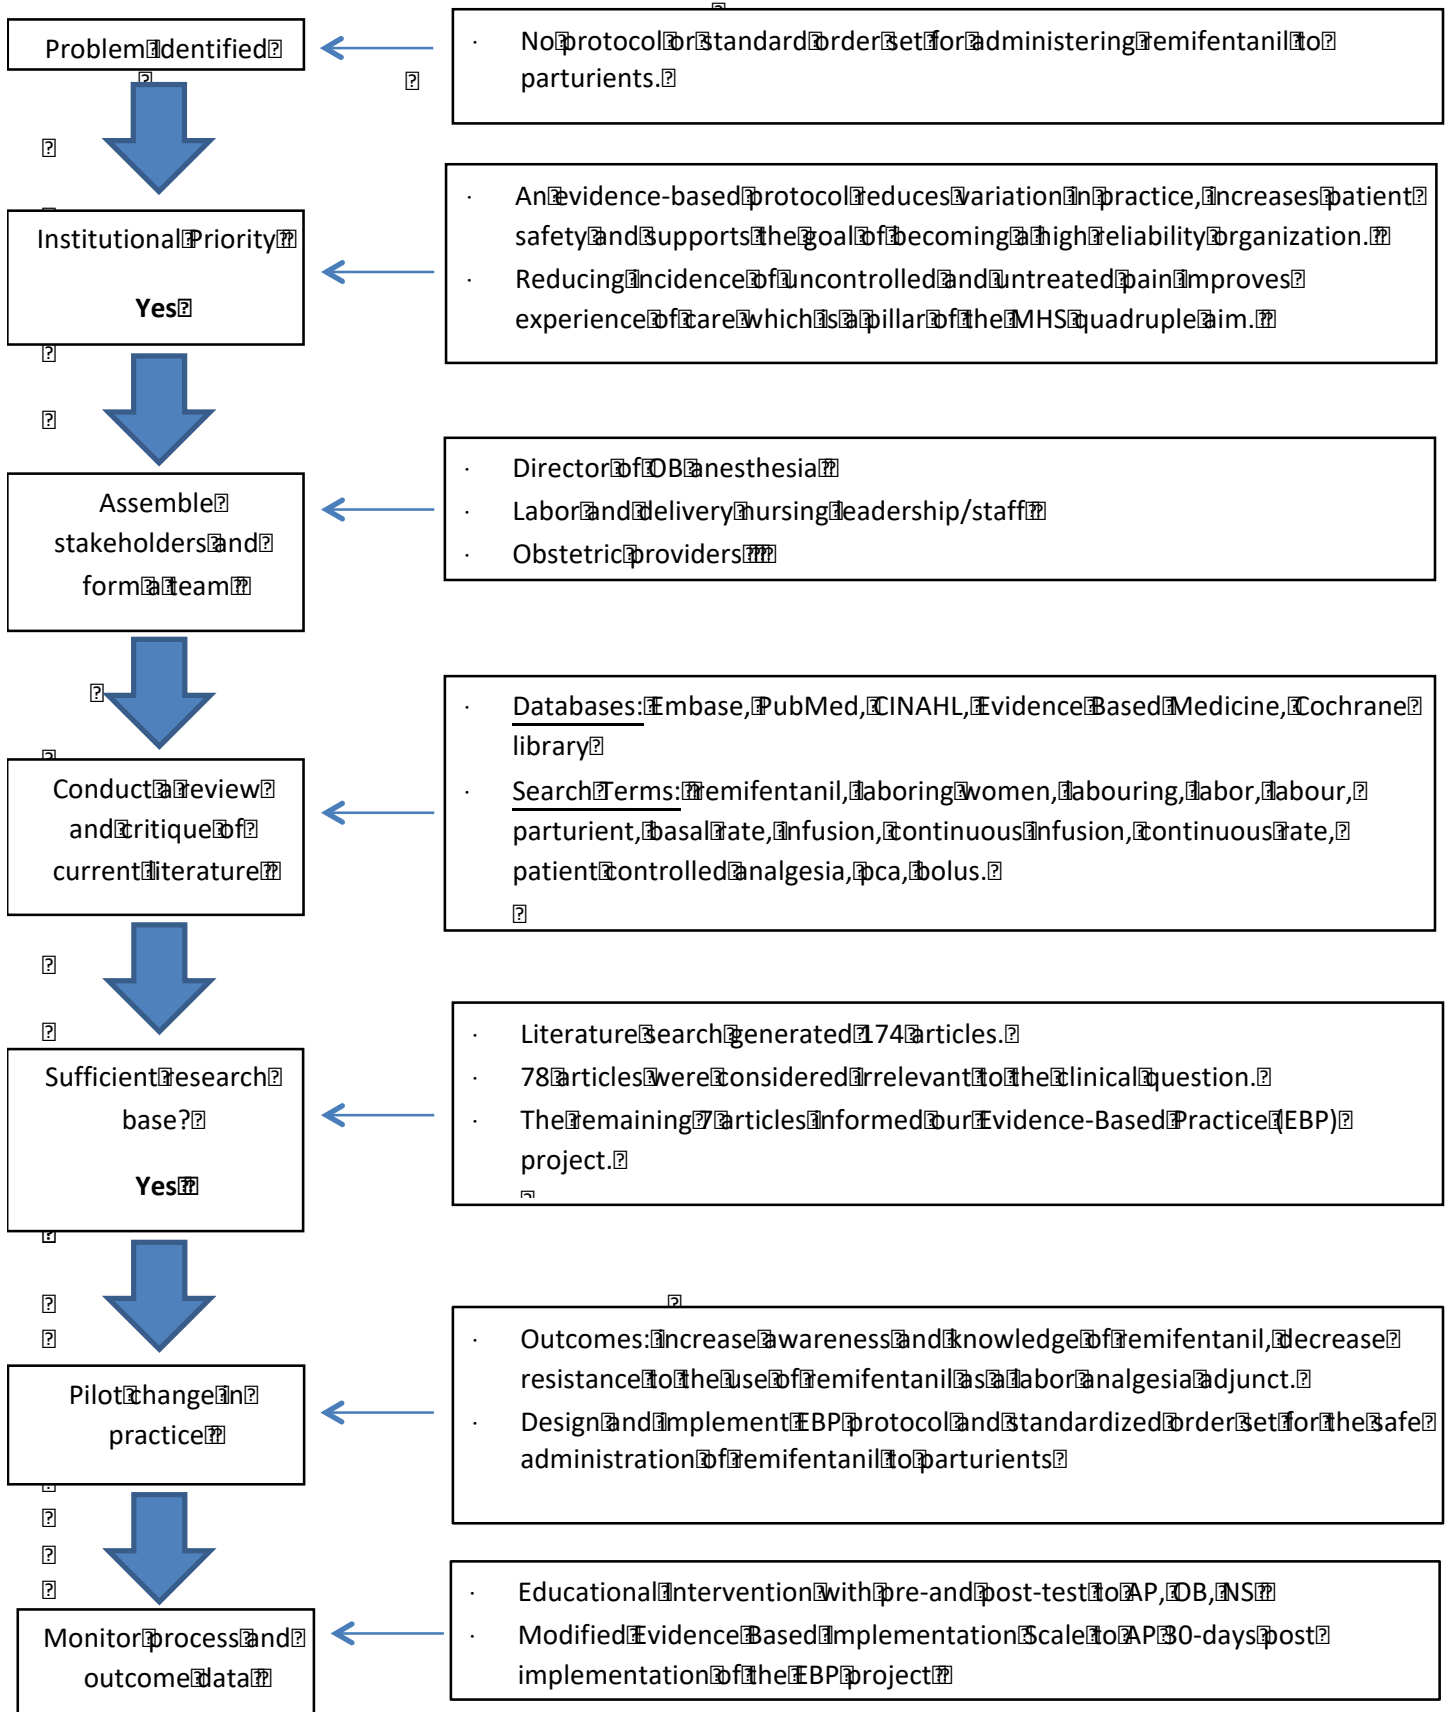 Problem Identified
· No protocol or standard order set for administering remifentanil to
parturients.
Institutional Priority
Yes
· An evidence-based protocol reduces variation in practice, increases patient
safety and supports the goal of becoming a high reliability organization.
· Reducing incidence of uncontrolled and untreated pain improves
experience of care which is a pillar of the MHS quadruple aim.
Assemble
stakeholders and
form a team
· Director of OB anesthesia
· Labor and delivery nursing leadership/staff
· Obstetric providers
Conduct a review
and critique of
current literature
· Databases: Embase, PubMed, CINAHL, Evidence Based Medicine, Cochrane
library
· Search Terms: remifentanil, laboring women, labouring, labor, labour,
parturient, basal rate, infusion, continuous infusion, continuous rate,
patient controlled analgesia, pca, bolus.
Sufficient research
base?
Yes
· Literature search generated 174 articles.
· 78 articles were considered irrelevant to the clinical question.
· The remaining 7 articles informed our Evidence-Based Practice (EBP)
project.
Pilot change in
practice
· Outcomes: increase awareness and knowledge of remifentanil, decrease
resistance to the use of remifentanil as a labor analgesia adjunct.
· Design and implement EBP protocol and standardized order set for the safe
administration of remifentanil to parturients
Monitor process and
outcome data
· Educational Intervention with pre-and post-test to AP, OB, NS
· Modified Evidence Based Implementation Scale to AP 30-days post
implementation of the EBP project